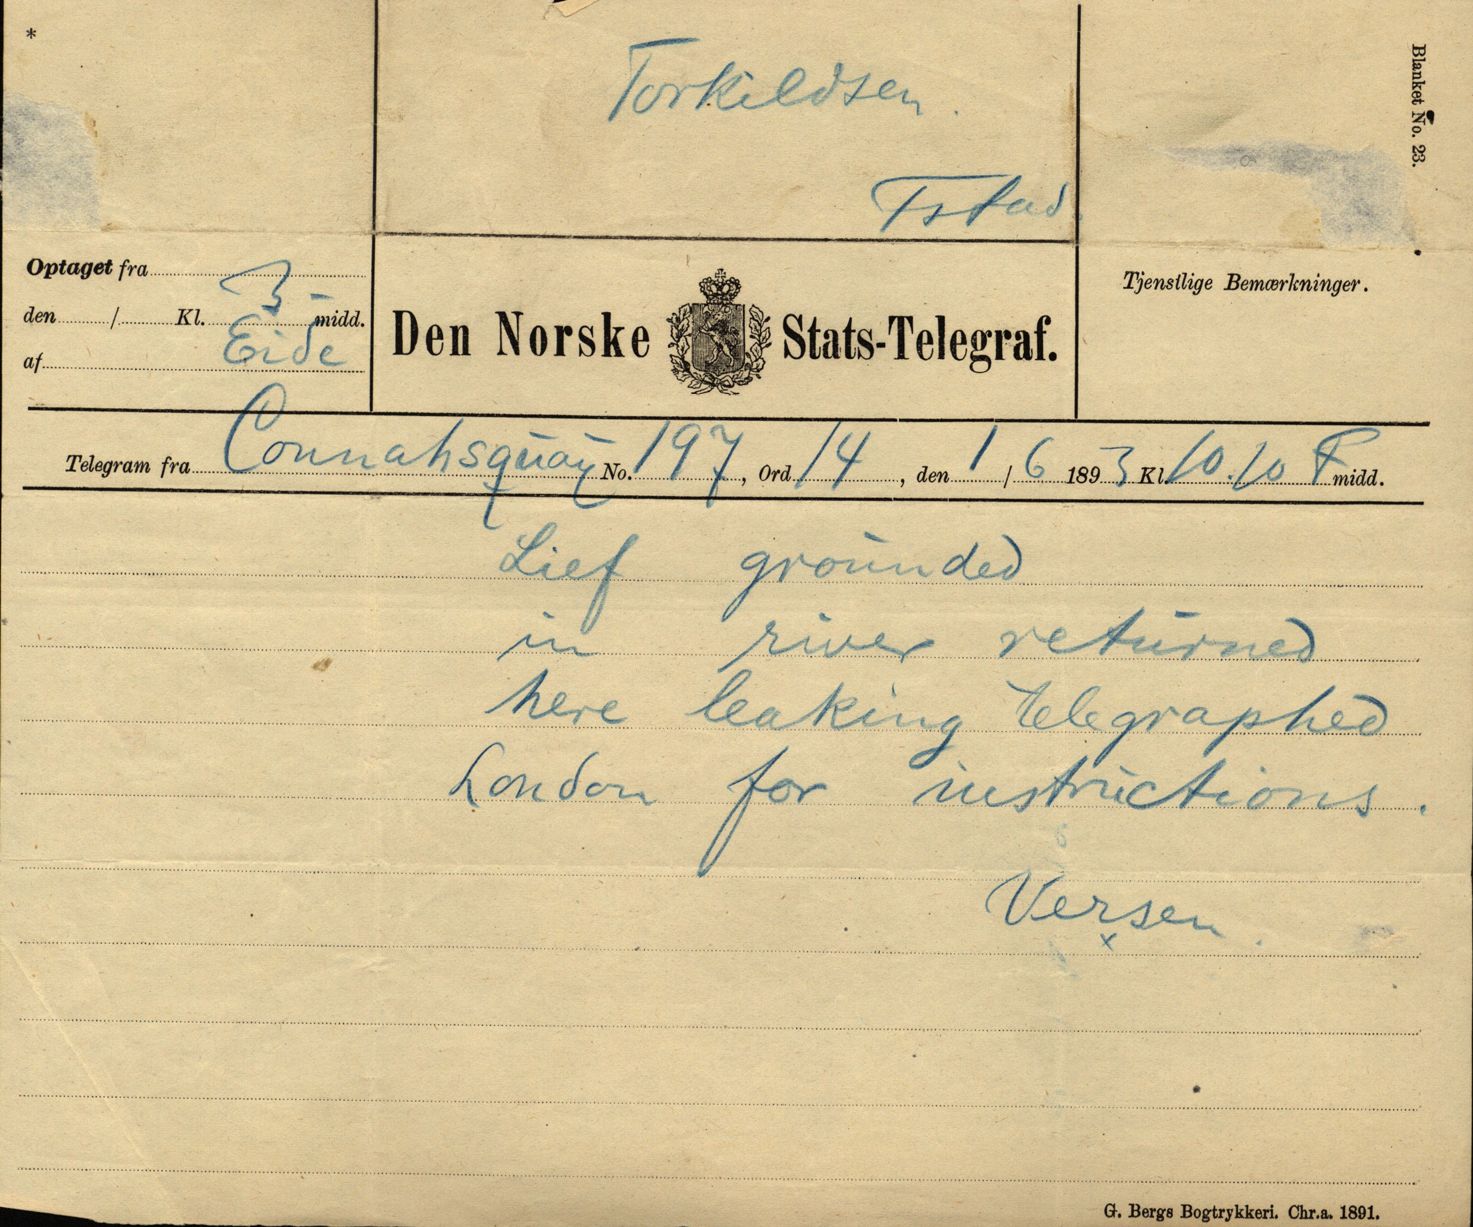 *
Blanket No. 23.
Torkildsen.
Fstad.
Optaget fra
den / Kl. 3- midd.
af Eide
Den Norske Stats-Telegraf.
Tjenstlige Bemærkninger.
Telegram fra Connahsquay No. 197, Ord 14, den 1/6 1893 Kl. 10.10 F midd.
Lief grounded
in river returned
here leaking telegraphed
London for instructions.
Versen.
x
G. Bergs Bogtrykkeri. Chr.a. 1891.